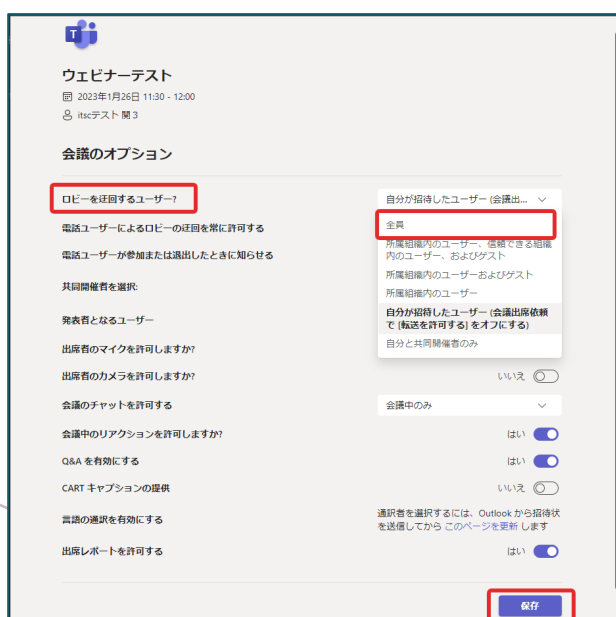 ウェビナーテスト
2023年1月26日 11:30 - 12:00
itscテスト 関 3
会議のオプション
ロビーを迂回するユーザー?
自分が招待したユーザー (会議出...
電話ユーザーによるロビーの迂回を常に許可する
全員
電話ユーザーが参加または退出したときに知らせる
所属組織内のユーザー、信頼できる組織
内のユーザー、およびゲスト
共同開催者を選択:
所属組織内のユーザーおよびゲスト
所属組織内のユーザー
発表者となるユーザー
自分が招待したユーザー (会議出席依頼
で [転送を許可する] をオフにする)
出席者のマイクを許可しますか?
自分と共同開催者のみ
出席者のカメラを許可しますか?
いいえ
会議のチャットを許可する
会議中のみ
会議中のリアクションを許可しますか?
はい
Q&A を有効にする
はい
CART キャプションの提供
いいえ
言語の通訳を有効にする
通訳者を選択するには、Outlook から招待状
を送信してから このページを更新 します
出席レポートを許可する
はい
保存